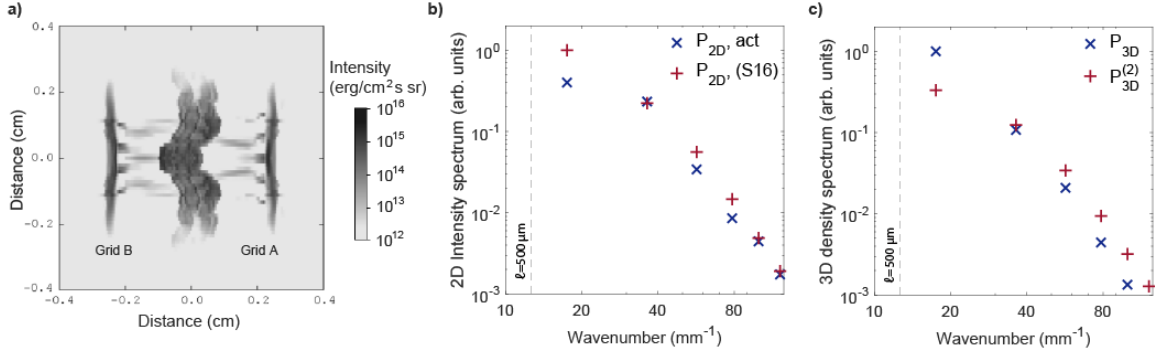 a)
0.4
0.2
0.0
-0.2
-0.4
-0.4
-0.2
0.0
0.2
0.4
Distance (cm)
Distance (cm)
Grid B
Grid A
Intensity
(erg/cm²s sr)
10¹⁶
10¹⁵
10¹⁴
10¹³
10¹²
b)
2D Intensity spectrum (arb. units)
10⁰
10⁻¹
10⁻²
10⁻³
10
20
40
80
Wavenumber (mm⁻¹)
ℓ=500 μm
P₂D, act
P₂D, (S16)
c)
3D density spectrum (arb. units)
10⁰
10⁻¹
10⁻²
10⁻³
10
20
40
80
Wavenumber (mm⁻¹)
ℓ=500 μm
P₃D
P₃D⁽²⁾